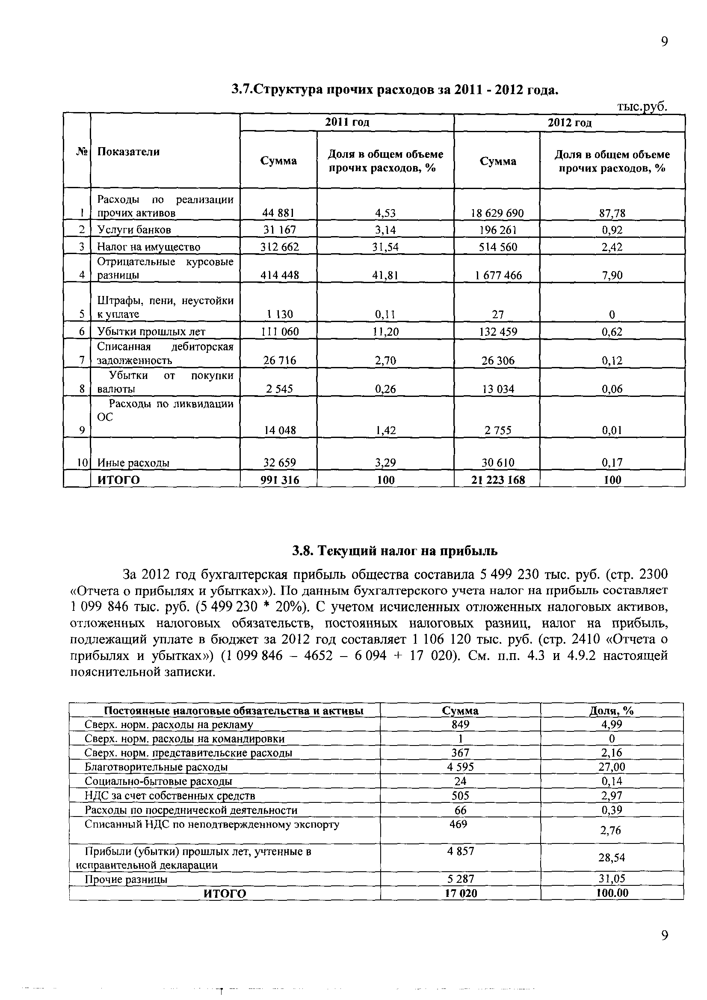 9
3.7.Структура прочих расходов за 2011 - 2012 года.
тыс.руб.
№ Показатели 2011 год 2012 год
Сумма Доля в общем объеме прочих расходов, % Сумма Доля в общем объеме прочих расходов, %
Расходы по реализации
1 прочих активов 44 881 4,53 18 629 690 87,78
2 Услуги банков 31 167 3,14 196 261 0,92
3 Налог на имущество 312 662 31,54 514 560 2,42
Отрицательные курсовые
4 разницы 414 448 41,81 1 677 466 7,90
Штрафы, пени, неустойки
5 к уплате 1 130 0,11 27 0
6 Убытки прошлых лет 111 060 11,20 132 459 0,62
Списанная дебиторская
7 задолженность 26 716 2,70 26 306 0,12
Убытки от покупки
8 валюты 2 545 0,26 13 034 0,06
Расходы по ликвидации
ОС
9 14 048 1,42 2 755 0,01
10 Иные расходы 32 659 3,29 30 610 0,17
ИТОГО 991 316 100 21 223 168 100
3.8. Текущий налог на прибыль
За 2012 год бухгалтерская прибыль общества составила 5 499 230 тыс. руб. (стр. 2300
«Отчета о прибылях и убытках»). По данным бухгалтерского учета налог на прибыль составляет
1 099 846 тыс. руб. (5 499 230 * 20%). С учетом исчисленных отложенных налоговых активов,
отложенных налоговых обязательств, постоянных налоговых разниц, налог на прибыль,
подлежащий уплате в бюджет за 2012 год составляет 1 106 120 тыс. руб. (стр. 2410 «Отчета о
прибылях и убытках») (1 099 846 – 4652 – 6 094 + 17 020). См. п.п. 4.3 и 4.9.2 настоящей
пояснительной записки.
Постоянные налоговые обязательства и активы Сумма Доля, %
Сверх. норм. расходы на рекламу 849 4,99
Сверх. норм. расходы на командировки 1 0
Сверх. норм. представительские расходы 367 2,16
Благотворительные расходы 4 595 27,00
Социально-бытовые расходы 24 0,14
НДС за счет собственных средств 505 2,97
Расходы по посреднической деятельности 66 0,39
Списанный НДС по неподтвержденному экспорту 469 2,76
Прибыли (убытки) прошлых лет, учтенные в 4 857 28,54
исправительной декларации
Прочие разницы 5 287 31,05
ИТОГО 17 020 100.00
9